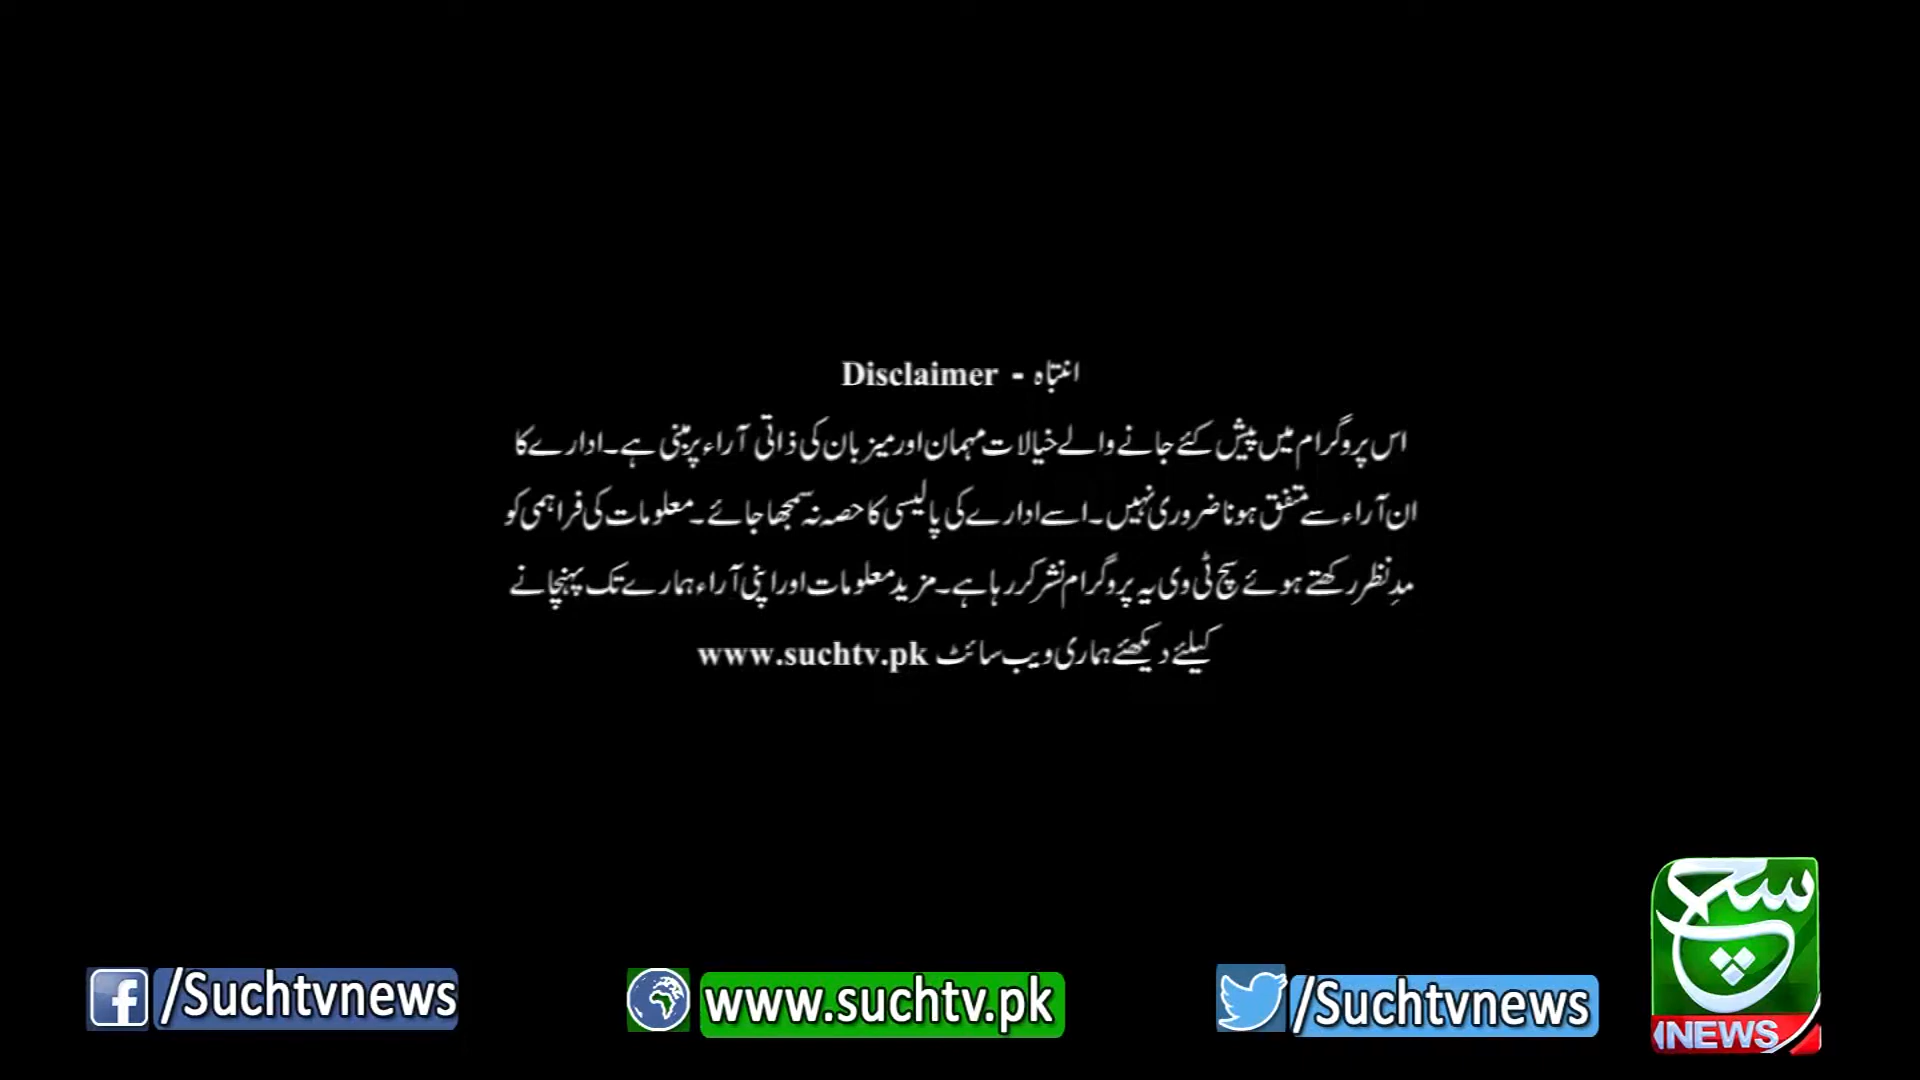 انتباہ - Disclaimer
اس پروگرام میں پیش کئے جانے والے خیالات مہمان اور میزبان کی ذاتی آراء پر مبنی ہے۔ ادارے کا
ان آراء سے متفق ہونا ضروری نہیں۔ اسے ادارے کی پالیسی کا حصہ نہ سمجھا جائے۔ معلومات کی فراہمی کو
مدِنظر رکھتے ہوئے سچ ٹی وی یہ پروگرام نشر کر رہا ہے۔ مزید معلومات اور اپنی آراء ہمارے تک پہنچانے
کیلئے دیکھئے ہماری ویب سائٹ www.suchtv.pk
سچ
NEWS
/Suchtvnews
www.suchtv.pk
/Suchtvnews